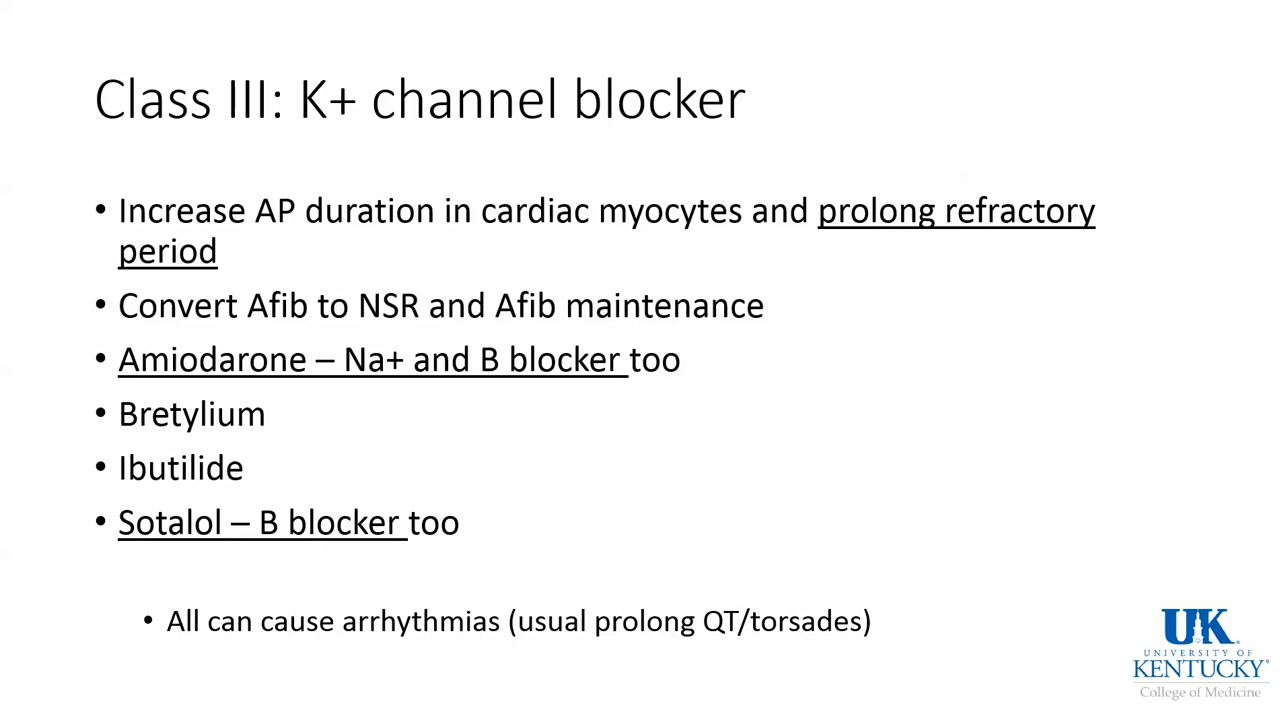 Class III: K+ channel blocker
• Increase AP duration in cardiac myocytes and prolong refractory
period
• Convert Afib to NSR and Afib maintenance
• Amiodarone – Na+ and B blocker too
• Bretylium
• Ibutilide
• Sotalol – B blocker too
• All can cause arrhythmias (usual prolong QT/torsades)
UK
UNIVERSITY OF
KENTUCKY®
College of Medicine